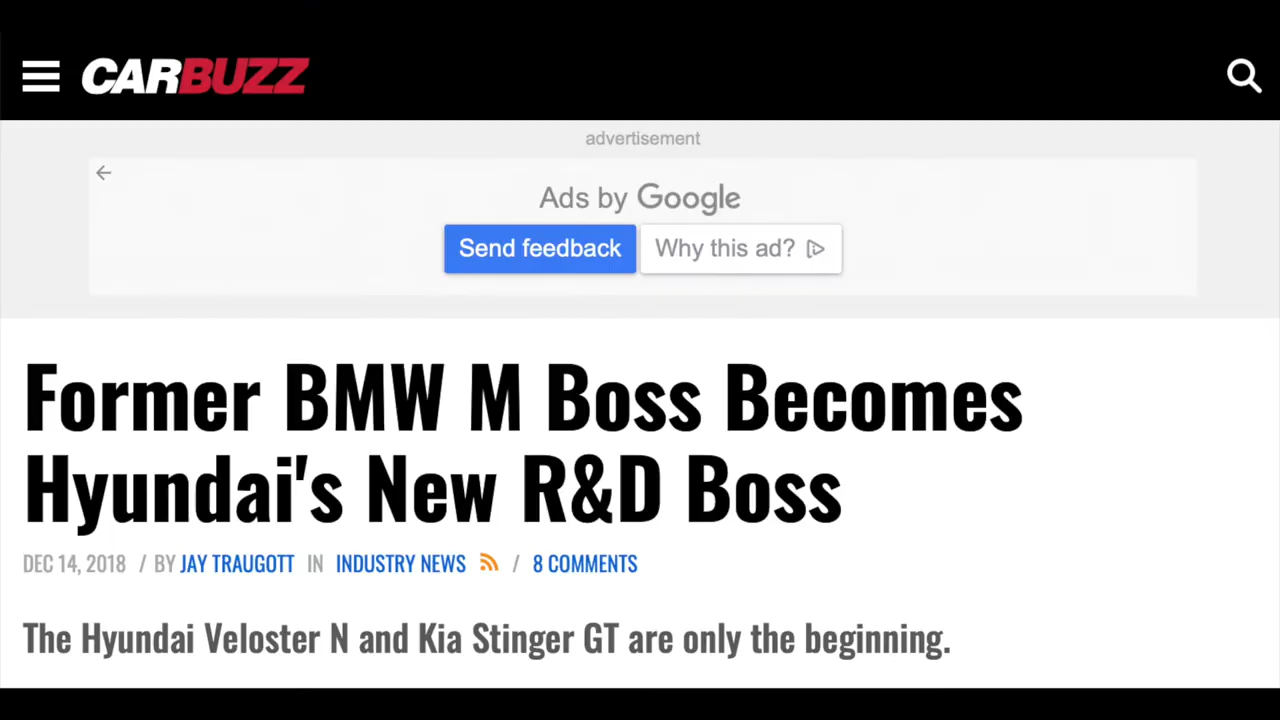 CARBUZZ
advertisement
Ads by Google
Send feedback Why this ad?
Former BMW M Boss Becomes
Hyundai's New R&D Boss
DEC 14, 2018 / BY JAY TRAUGOTT IN INDUSTRY NEWS / 8 COMMENTS
The Hyundai Veloster N and Kia Stinger GT are only the beginning.